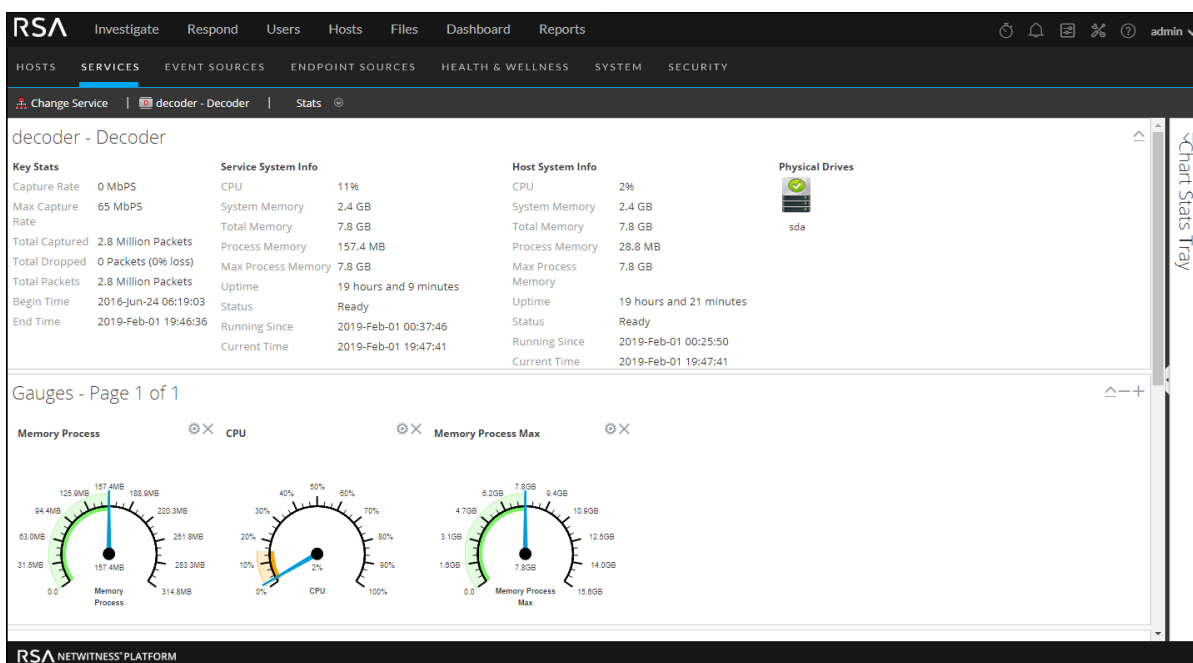 RSA Investigate Respond Users Hosts Files Dashboard Reports admin
HOSTS SERVICES EVENT SOURCES ENDPOINT SOURCES HEALTH & WELLNESS SYSTEM SECURITY
Change Service | decoder - Decoder | Stats
decoder - Decoder
Key Stats
Capture Rate 0 MbPS
Max Capture Rate 65 MbPS
Total Captured 2.8 Million Packets
Total Dropped 0 Packets (0% loss)
Total Packets 2.8 Million Packets
Begin Time 2016-Jun-24 06:19:03
End Time 2019-Feb-01 19:46:36
Service System Info
CPU 11%
System Memory 2.4 GB
Total Memory 7.8 GB
Process Memory 157.4 MB
Max Process Memory 7.8 GB
Uptime 19 hours and 9 minutes
Status Ready
Running Since 2019-Feb-01 00:37:46
Current Time 2019-Feb-01 19:47:41
Host System Info
CPU 2%
System Memory 2.4 GB
Total Memory 7.8 GB
Process Memory 28.8 MB
Max Process Memory 7.8 GB
Uptime 19 hours and 21 minutes
Status Ready
Running Since 2019-Feb-01 00:25:50
Current Time 2019-Feb-01 19:47:41
Physical Drives
sda
Chart Stats Tray
Gauges - Page 1 of 1
Memory Process
0.0 31.5MB 63.0MB 94.4MB 125.9MB 157.4MB 188.9MB 220.3MB 251.8MB 283.3MB 314.8MB
157.4MB
Memory
Process
CPU
0% 10% 20% 30% 40% 50% 60% 70% 80% 90% 100%
2%
CPU
Memory Process Max
0.0 1.6GB 3.1GB 4.7GB 6.2GB 7.8GB 9.4GB 10.9GB 12.5GB 14.0GB 15.6GB
7.8GB
Memory Process
Max
RSA NETWITNESS® PLATFORM